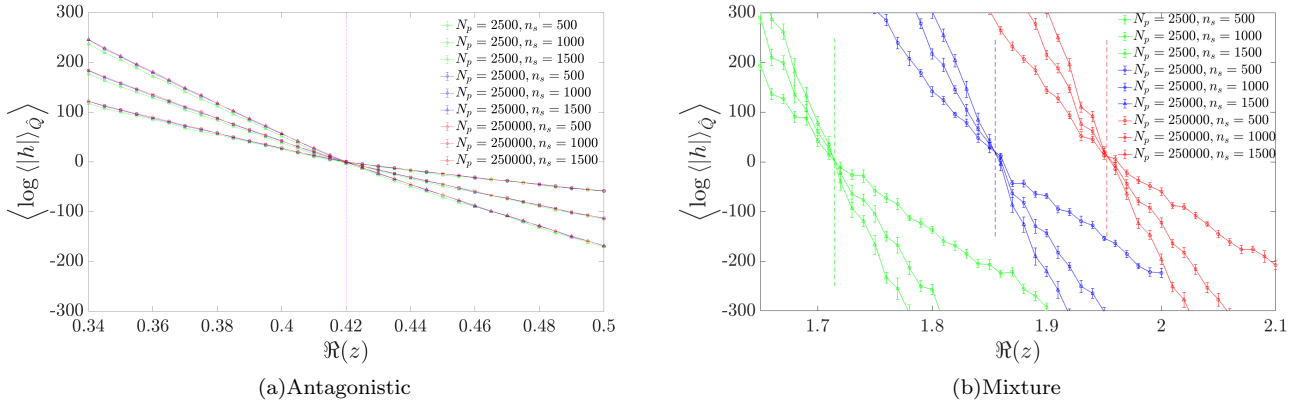 300
200
100
0
-100
-200
-300
0.34
0.36
0.38
0.4
0.42
0.44
0.46
0.48
0.5
ℜ(z)
⟨log ⟨|h|⟩_Q̂⟩
N_p = 2500, n_s = 500
N_p = 2500, n_s = 1000
N_p = 2500, n_s = 1500
N_p = 25000, n_s = 500
N_p = 25000, n_s = 1000
N_p = 25000, n_s = 1500
N_p = 250000, n_s = 500
N_p = 250000, n_s = 1000
N_p = 250000, n_s = 1500
(a)Antagonistic
300
200
100
0
-100
-200
-300
1.7
1.8
1.9
2
2.1
ℜ(z)
⟨log ⟨|h|⟩_Q̂⟩
N_p = 2500, n_s = 500
N_p = 2500, n_s = 1000
N_p = 2500, n_s = 1500
N_p = 25000, n_s = 500
N_p = 25000, n_s = 1000
N_p = 25000, n_s = 1500
N_p = 250000, n_s = 500
N_p = 250000, n_s = 1000
N_p = 250000, n_s = 1500
(b)Mixture